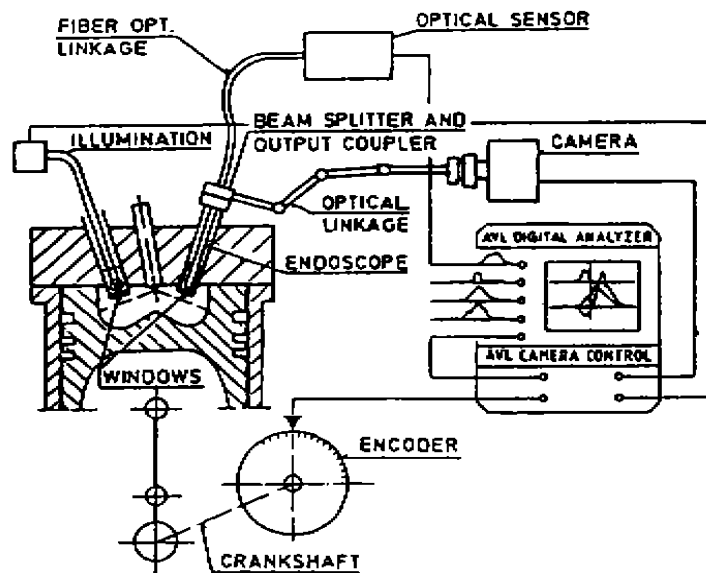 FIBER OPT.
LINKAGE
OPTICAL SENSOR
BEAM SPLITTER AND
OUTPUT COUPLER
ILLUMINATION
CAMERA
OPTICAL
LINKAGE
ENDOSCOPE
AVL DIGITAL ANALYZER
AVL CAMERA CONTROL
WINDOWS
ENCODER
CRANKSHAFT